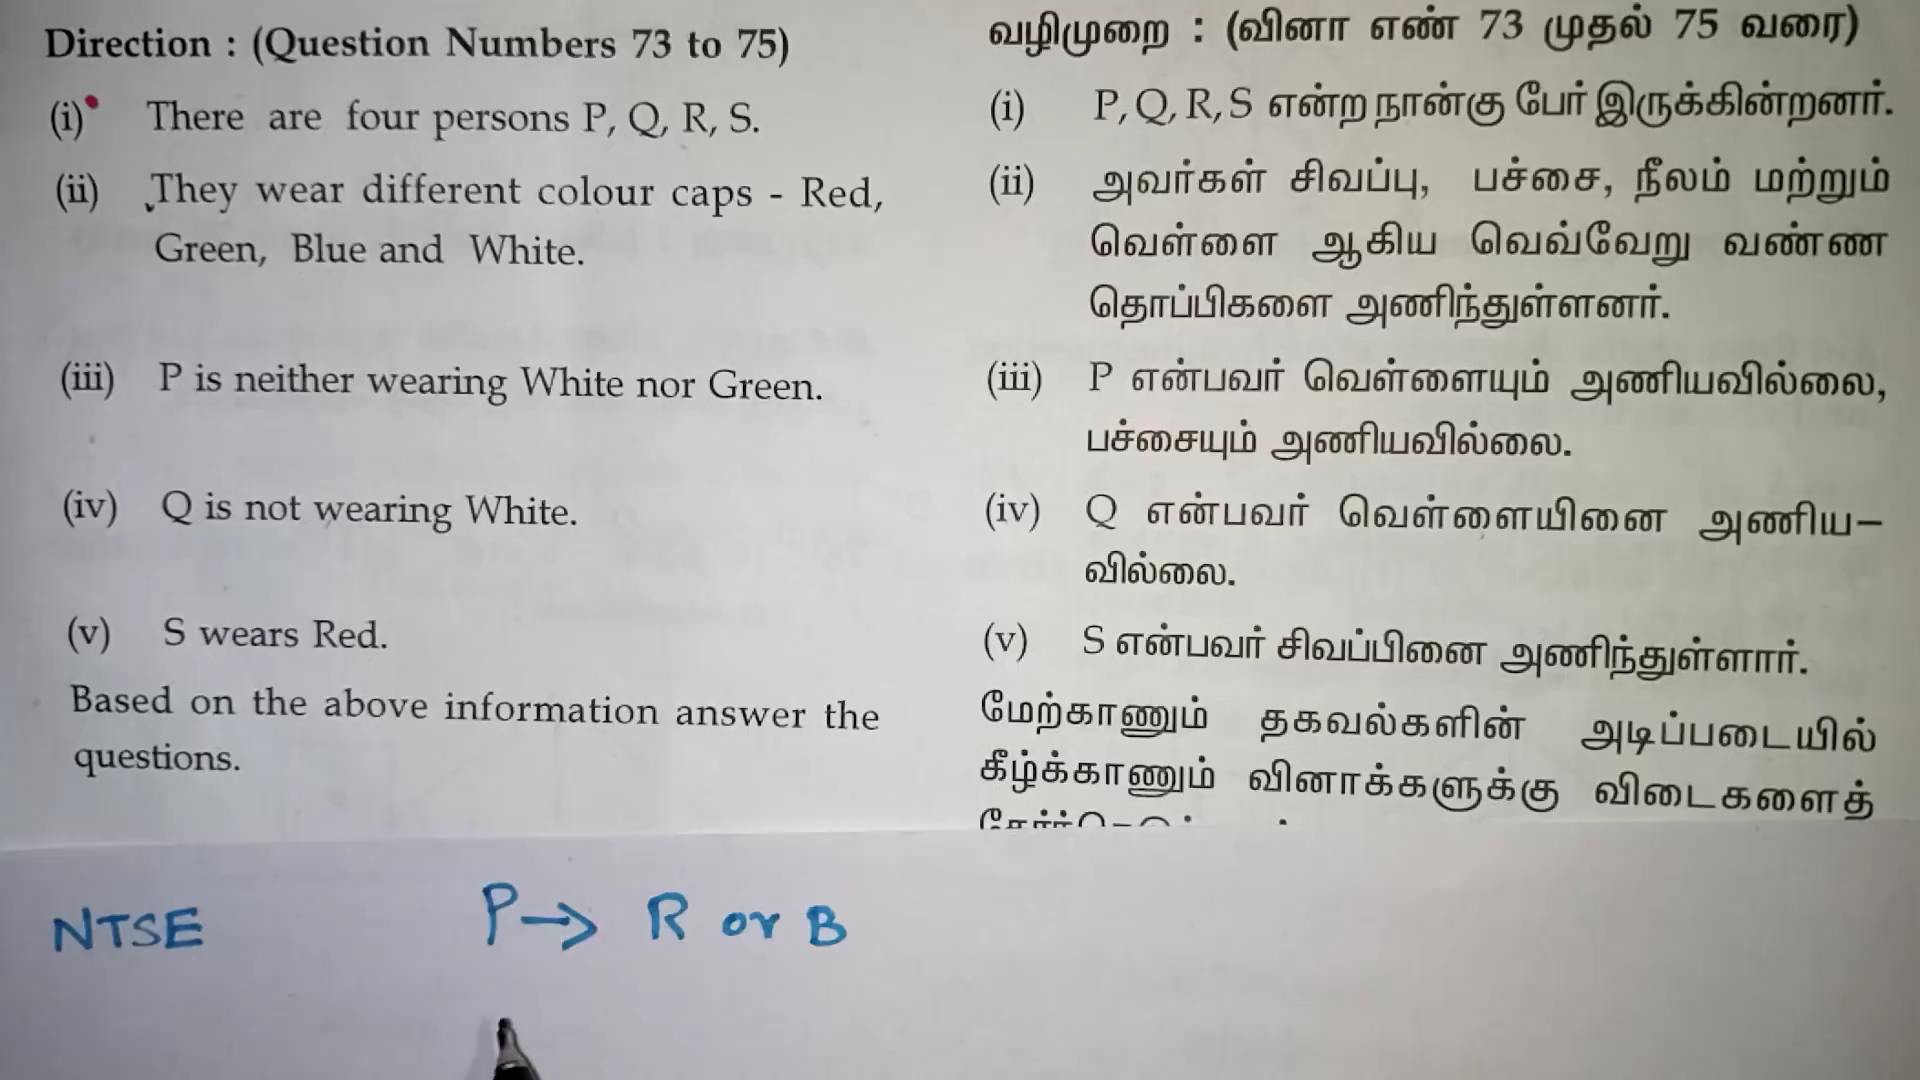 Direction : (Question Numbers 73 to 75)
(i) There are four persons P, Q, R, S.
(ii) They wear different colour caps - Red,
Green, Blue and White.
(iii) P is neither wearing White nor Green.
(iv) Q is not wearing White.
(v) S wears Red.
Based on the above information answer the
questions.
வழிமுறை : (வினா எண் 73 முதல் 75 வரை)
(i) P, Q, R, S என்ற நான்கு பேர் இருக்கின்றனர்.
(ii) அவர்கள் சிவப்பு, பச்சை, நீலம் மற்றும்
வெள்ளை ஆகிய வெவ்வேறு வண்ண
தொப்பிகளை அணிந்துள்ளனர்.
(iii) P என்பவர் வெள்ளையும் அணியவில்லை,
பச்சையும் அணியவில்லை.
(iv) Q என்பவர் வெள்ளையினை அணிய–
வில்லை.
(v) S என்பவர் சிவப்பினை அணிந்துள்ளார்.
மேற்காணும் தகவல்களின் அடிப்படையில்
கீழ்க்காணும் வினாக்களுக்கு விடைகளைத்
NTSE P → R or B